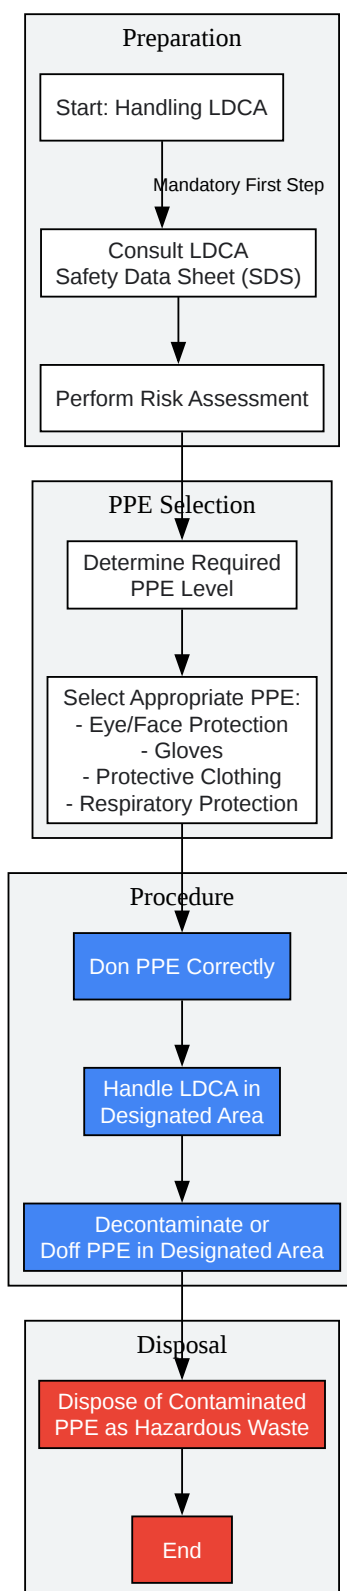 Preparation
Start: Handling LDCA
Mandatory First Step
Consult LDCA
Safety Data Sheet (SDS)
Perform Risk Assessment
PPE Selection
Determine Required
PPE Level
Select Appropriate PPE:
- Eye/Face Protection
- Gloves
- Protective Clothing
- Respiratory Protection
Procedure
Don PPE Correctly
Handle LDCA in
Designated Area
Decontaminate or
Doff PPE in Designated Area
Disposal
Dispose of Contaminated
PPE as Hazardous Waste
End